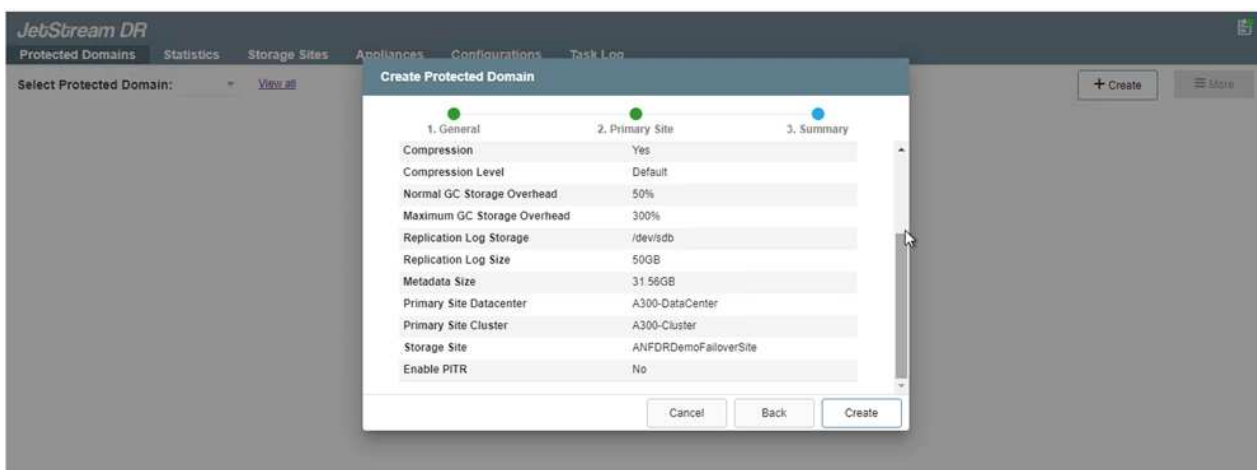 JetStream DR
Protected Domains Statistics Storage Sites Appliances Configurations Task Log
Select Protected Domain: View all + Create More
Create Protected Domain
1. General 2. Primary Site 3. Summary
Compression Yes
Compression Level Default
Normal GC Storage Overhead 50%
Maximum GC Storage Overhead 300%
Replication Log Storage /dev/sdb
Replication Log Size 50GB
Metadata Size 31.56GB
Primary Site Datacenter A300-DataCenter
Primary Site Cluster A300-Cluster
Storage Site ANFDRDemoFailoverSite
Enable PITR No
Cancel Back Create